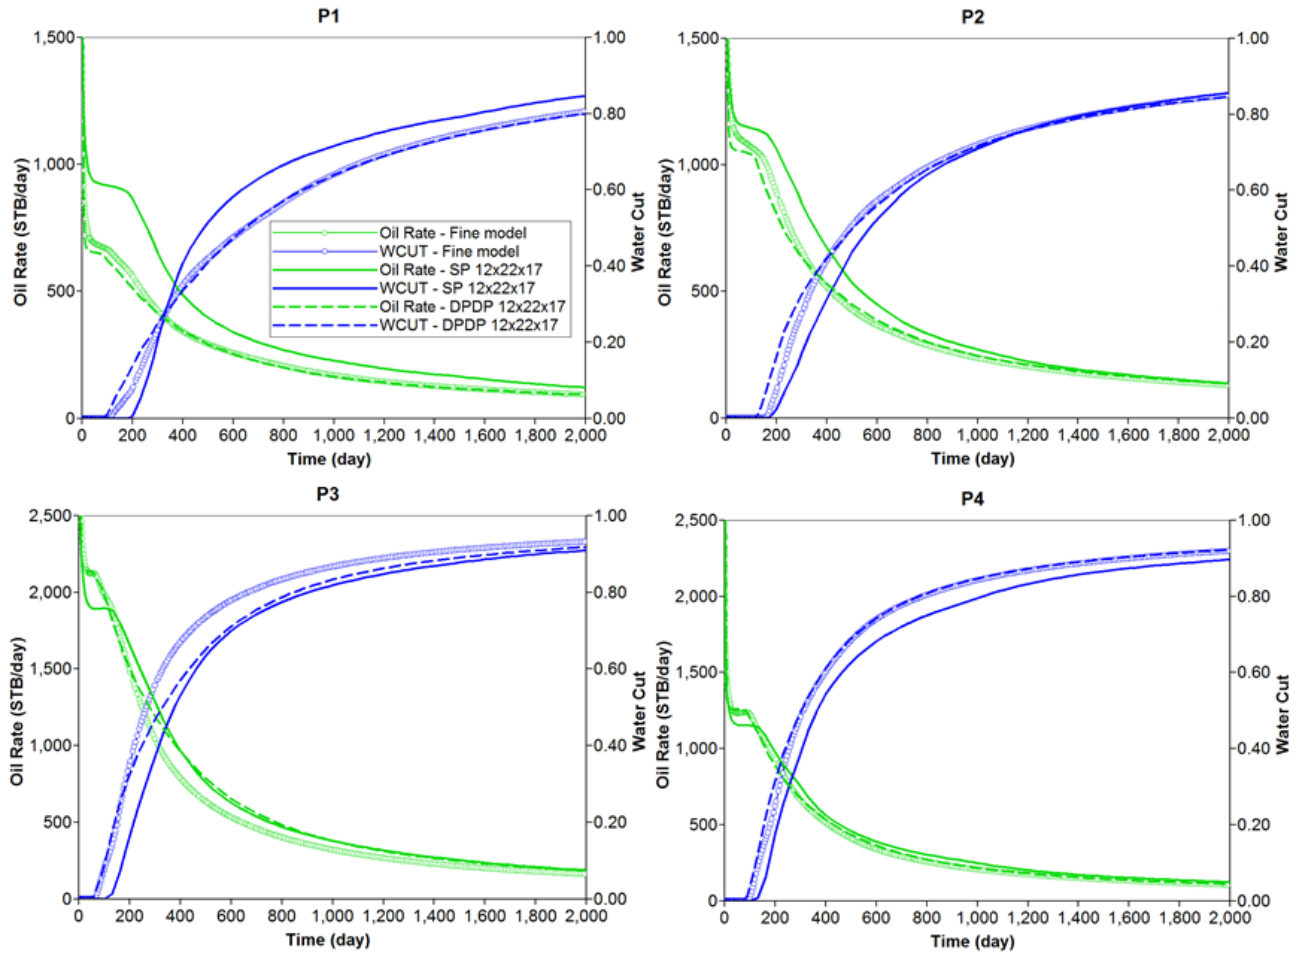 P1
1,500
1,000
500
0
1.00
0.80
0.60
0.40
0.20
0.00
Oil Rate (STB/day)
Water Cut
Oil Rate - Fine model
WCUT - Fine model
Oil Rate - SP 12x22x17
WCUT - SP 12x22x17
Oil Rate - DPDP 12x22x17
WCUT - DPDP 12x22x17
0 200 400 600 800 1,000 1,200 1,400 1,600 1,800 2,000
Time (day)
P2
1,500
1,000
500
0
1.00
0.80
0.60
0.40
0.20
0.00
Oil Rate (STB/day)
Water Cut
0 200 400 600 800 1,000 1,200 1,400 1,600 1,800 2,000
Time (day)
P3
2,500
2,000
1,500
1,000
500
0
1.00
0.80
0.60
0.40
0.20
0.00
Oil Rate (STB/day)
Water Cut
0 200 400 600 800 1,000 1,200 1,400 1,600 1,800 2,000
Time (day)
P4
2,500
2,000
1,500
1,000
500
0
1.00
0.80
0.60
0.40
0.20
0.00
Oil Rate (STB/day)
Water Cut
0 200 400 600 800 1,000 1,200 1,400 1,600 1,800 2,000
Time (day)